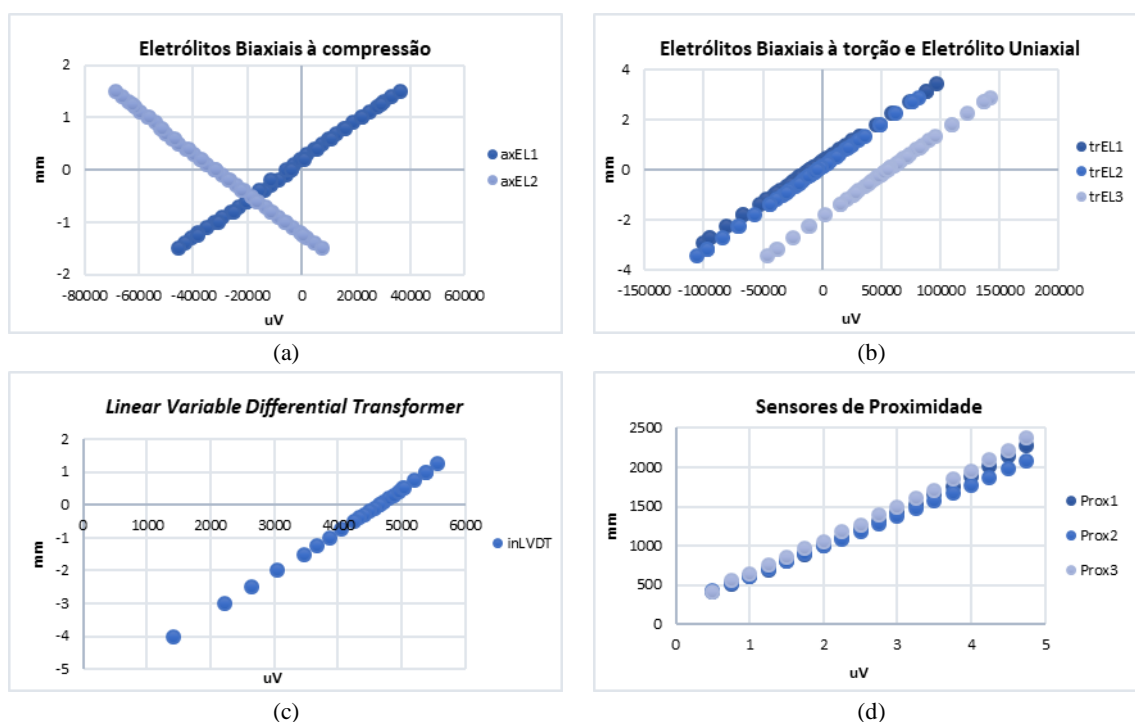 Eletrólitos Biaxiais à compressão
2
1
0
-1
-2
-80000 -60000 -40000 -20000 0 20000 40000 60000
mm
uV
axEL1
axEL2
(a)
Eletrólitos Biaxiais à torção e Eletrólito Uniaxial
4
2
0
-2
-4
-150000 -100000 -50000 0 50000 100000 150000 200000
mm
uV
trEL1
trEL2
trEL3
(b)
Linear Variable Differential Transformer
2
1
0
-1
-2
-3
-4
-5
0 1000 2000 3000 4000 5000 6000
mm
uV
inLVDT
(c)
Sensores de Proximidade
2500
2000
1500
1000
500
0
0 1 2 3 4 5
mm
uV
Prox1
Prox2
Prox3
(d)